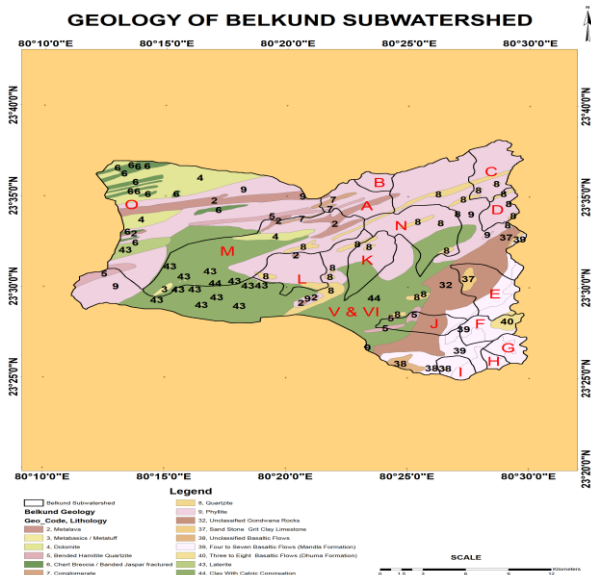 GEOLOGY OF BELKUND SUBWATERSHED
N
80°10'0"E 80°15'0"E 80°20'0"E 80°25'0"E 80°30'0"E
23°40'0"N 23°40'0"N
23°35'0"N 23°35'0"N
23°30'0"N 23°30'0"N
23°25'0"N 23°25'0"N
23°20'0"N 23°20'0"N
O
M
A
B
C
D
N
K
L
V & VI
J
E
F
G
H
I
80°10'0"E 80°15'0"E 80°20'0"E 80°25'0"E 80°30'0"E
Legend
Belkund Subwatershed
Belkund Geology
Geo_Code, Lithology
2, Metalava
3, Metabasics / Metatuff
4, Dolomite
5, Bended Hamitite Quartzite
6, Chert Breccia / Banded Jasper fractured
7, Conglomerate
8, Quartzite
9, Phyllite
32, Unclassified Gondwana Rocks
37, Sand Stone Grit Clay Limestone
38, Unclassified Basaltic Flows
39, Four to Seven Basaltic Flows (Mandla Formation)
40, Three to Eight Basaltic Flows (Dhuma Formation)
43, Laterite
44, Clay With Calcric Congregation
SCALE
Kilometers